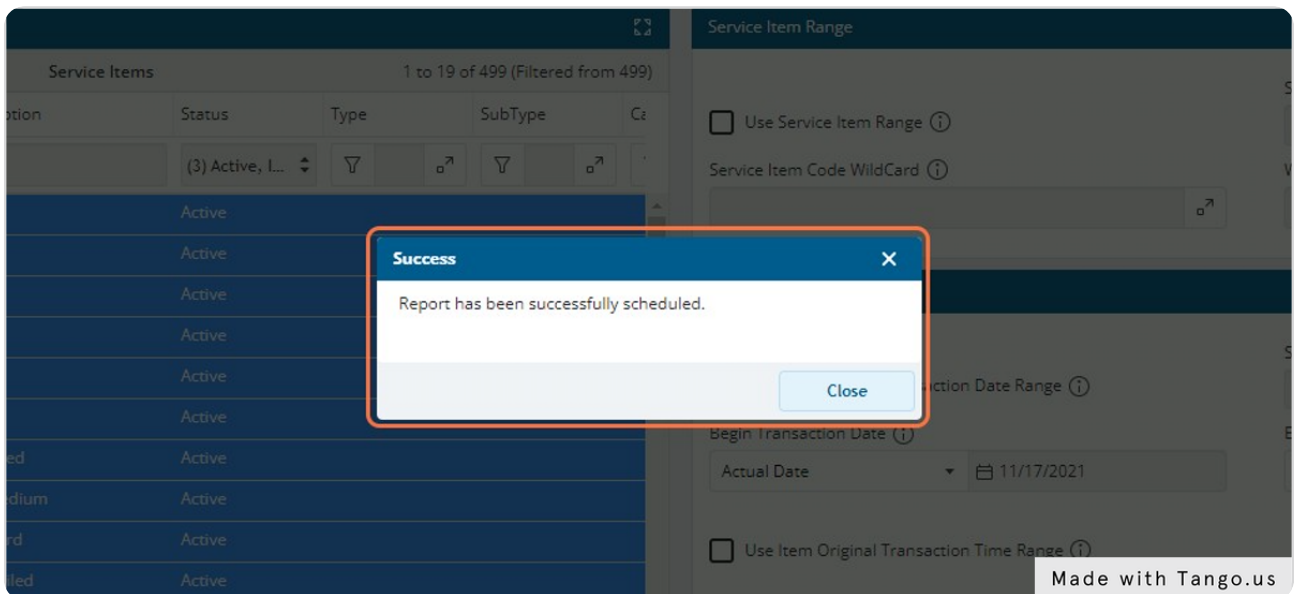 Service Item Range
Service Items
1 to 19 of 499 (Filtered from 499)
Status
Type
SubType
Use Service Item Range
(3) Active, I...
Service Item Code WildCard
Active
Active
Success
Report has been successfully scheduled.
Close
Active
Active
Active
Active
Date Range
Begin Transaction Date
Active
Actual Date
11/17/2021
Active
Active
Use Item Original Transaction Time Range
Active
Made with Tango.us